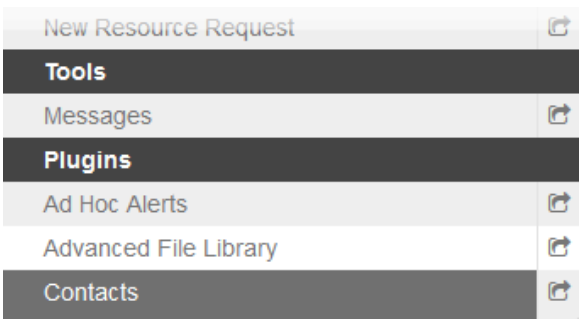 New Resource Request
Tools
Messages
Plugins
Ad Hoc Alerts
Advanced File Library
Contacts